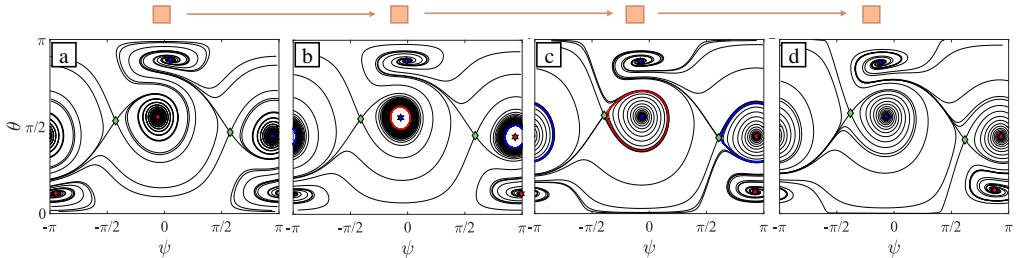 a b c d
π
θ π/2
0
-π -π/2 0 π/2 π -π -π/2 0 π/2 π -π -π/2 0 π/2 π -π -π/2 0 π/2 π
ψ ψ ψ ψ